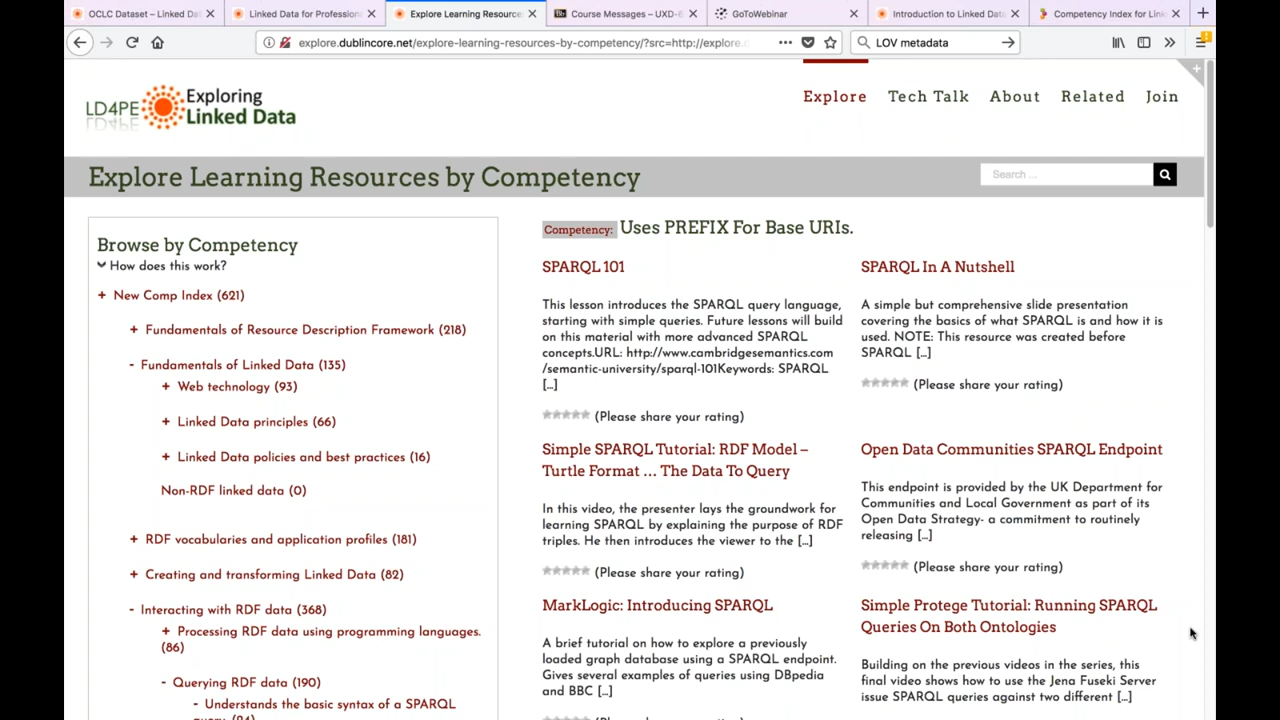 OCLC Dataset – Linked Dat
Linked Data for Profession
Explore Learning Resource
Course Messages – UXD-6
GoToWebinar
Introduction to Linked Dat
Competency Index for Link
explore.dublincore.net/explore-learning-resources-by-competency/?src=http://explore.c
LOV metadata
LD4PE
Exploring
Linked Data
Explore
Tech Talk
About
Related
Join
Explore Learning Resources by Competency
Search ...
Browse by Competency
How does this work?
+ New Comp Index (621)
+ Fundamentals of Resource Description Framework (218)
- Fundamentals of Linked Data (135)
+ Web technology (93)
+ Linked Data principles (66)
+ Linked Data policies and best practices (16)
Non-RDF linked data (0)
+ RDF vocabularies and application profiles (181)
+ Creating and transforming Linked Data (82)
- Interacting with RDF data (368)
+ Processing RDF data using programming languages.
(86)
- Querying RDF data (190)
- Understands the basic syntax of a SPARQL
query (94)
Competency: Uses PREFIX For Base URIs.
SPARQL 101
This lesson introduces the SPARQL query language,
starting with simple queries. Future lessons will build
on this material with more advanced SPARQL
concepts.URL: http://www.cambridgesemantics.com
/semantic-university/sparql-101Keywords: SPARQL
[...]
(Please share your rating)
SPARQL In A Nutshell
A simple but comprehensive slide presentation
covering the basics of what SPARQL is and how it is
used. NOTE: This resource was created before
SPARQL [...]
(Please share your rating)
Simple SPARQL Tutorial: RDF Model –
Turtle Format ... The Data To Query
In this video, the presenter lays the groundwork for
learning SPARQL by explaining the purpose of RDF
triples. He then introduces the viewer to the [...]
(Please share your rating)
Open Data Communities SPARQL Endpoint
This endpoint is provided by the UK Department for
Communities and Local Government as part of its
Open Data Strategy- a commitment to routinely
releasing [...]
(Please share your rating)
MarkLogic: Introducing SPARQL
A brief tutorial on how to explore a previously
loaded graph database using a SPARQL endpoint.
Gives several examples of queries using DBpedia
and BBC [...]
Simple Protege Tutorial: Running SPARQL
Queries On Both Ontologies
Building on the previous videos in the series, this
final video shows how to use the Jena Fuseki Server
issue SPARQL queries against two different [...]